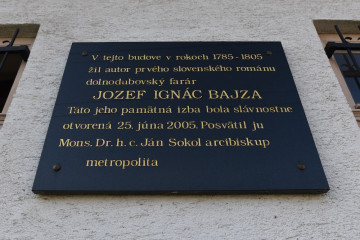 V tejto budove v rokoch 1785-1805
žil autor prvého slovenského románu
dolnodubovský farár
JOZEF IGNÁC BAJZA
Táto jeho pamätná izba bola slávnostne
otvorená 25. júna 2005. Posvätil ju
Mons. Dr. h. c. Ján Sokol arcibiskup
metropolita